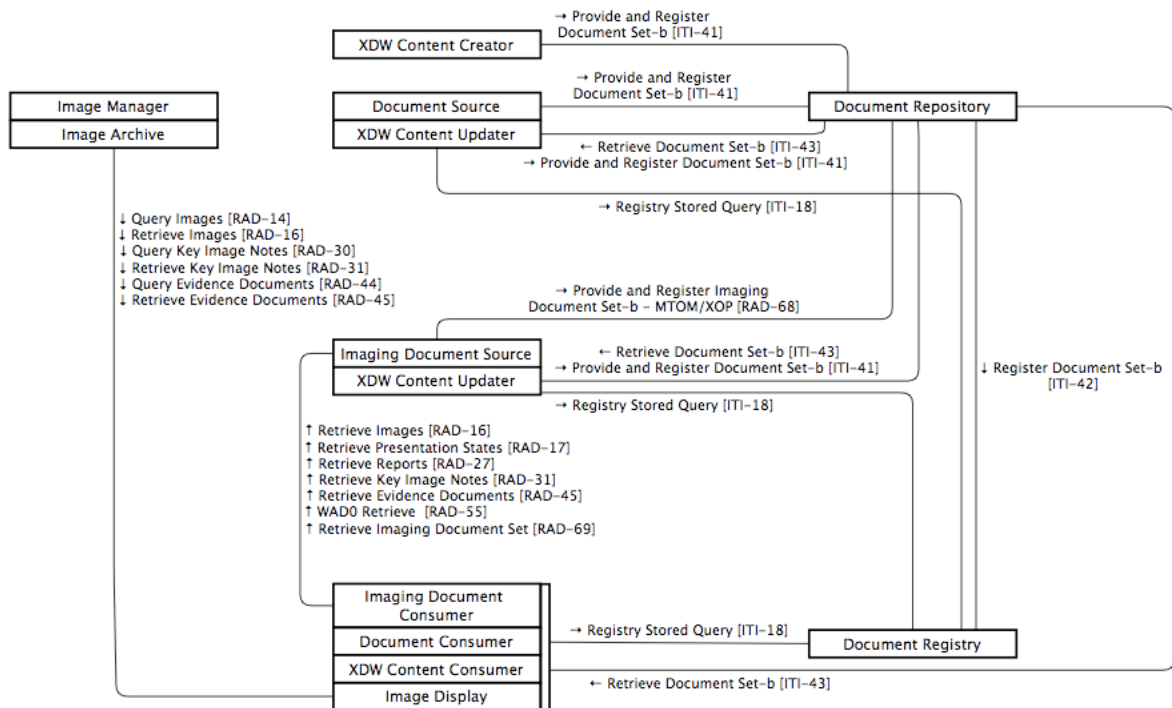 → Provide and Register
Document Set-b [ITI-41]
XDW Content Creator
→ Provide and Register
Document Set-b [ITI-41]
Image Manager
Image Archive
Document Source
XDW Content Updater
Document Repository
← Retrieve Document Set-b [ITI-43]
→ Provide and Register Document Set-b [ITI-41]
→ Registry Stored Query [ITI-18]
↓ Query Images [RAD-14]
↓ Retrieve Images [RAD-16]
↓ Query Key Image Notes [RAD-30]
↓ Retrieve Key Image Notes [RAD-31]
↓ Query Evidence Documents [RAD-44]
↓ Retrieve Evidence Documents [RAD-45]
→ Provide and Register Imaging
Document Set-b - MTOM/XOP [RAD-68]
Imaging Document Source
XDW Content Updater
← Retrieve Document Set-b [ITI-43]
→ Provide and Register Document Set-b [ITI-41]
↓ Register Document Set-b
[ITI-42]
→ Registry Stored Query [ITI-18]
↑ Retrieve Images [RAD-16]
↑ Retrieve Presentation States [RAD-17]
↑ Retrieve Reports [RAD-27]
↑ Retrieve Key Image Notes [RAD-31]
↑ Retrieve Evidence Documents [RAD-45]
↑ WAD0 Retrieve [RAD-55]
↑ Retrieve Imaging Document Set [RAD-69]
Imaging Document
Consumer
Document Consumer
XDW Content Consumer
Image Display
→ Registry Stored Query [ITI-18]
Document Registry
← Retrieve Document Set-b [ITI-43]